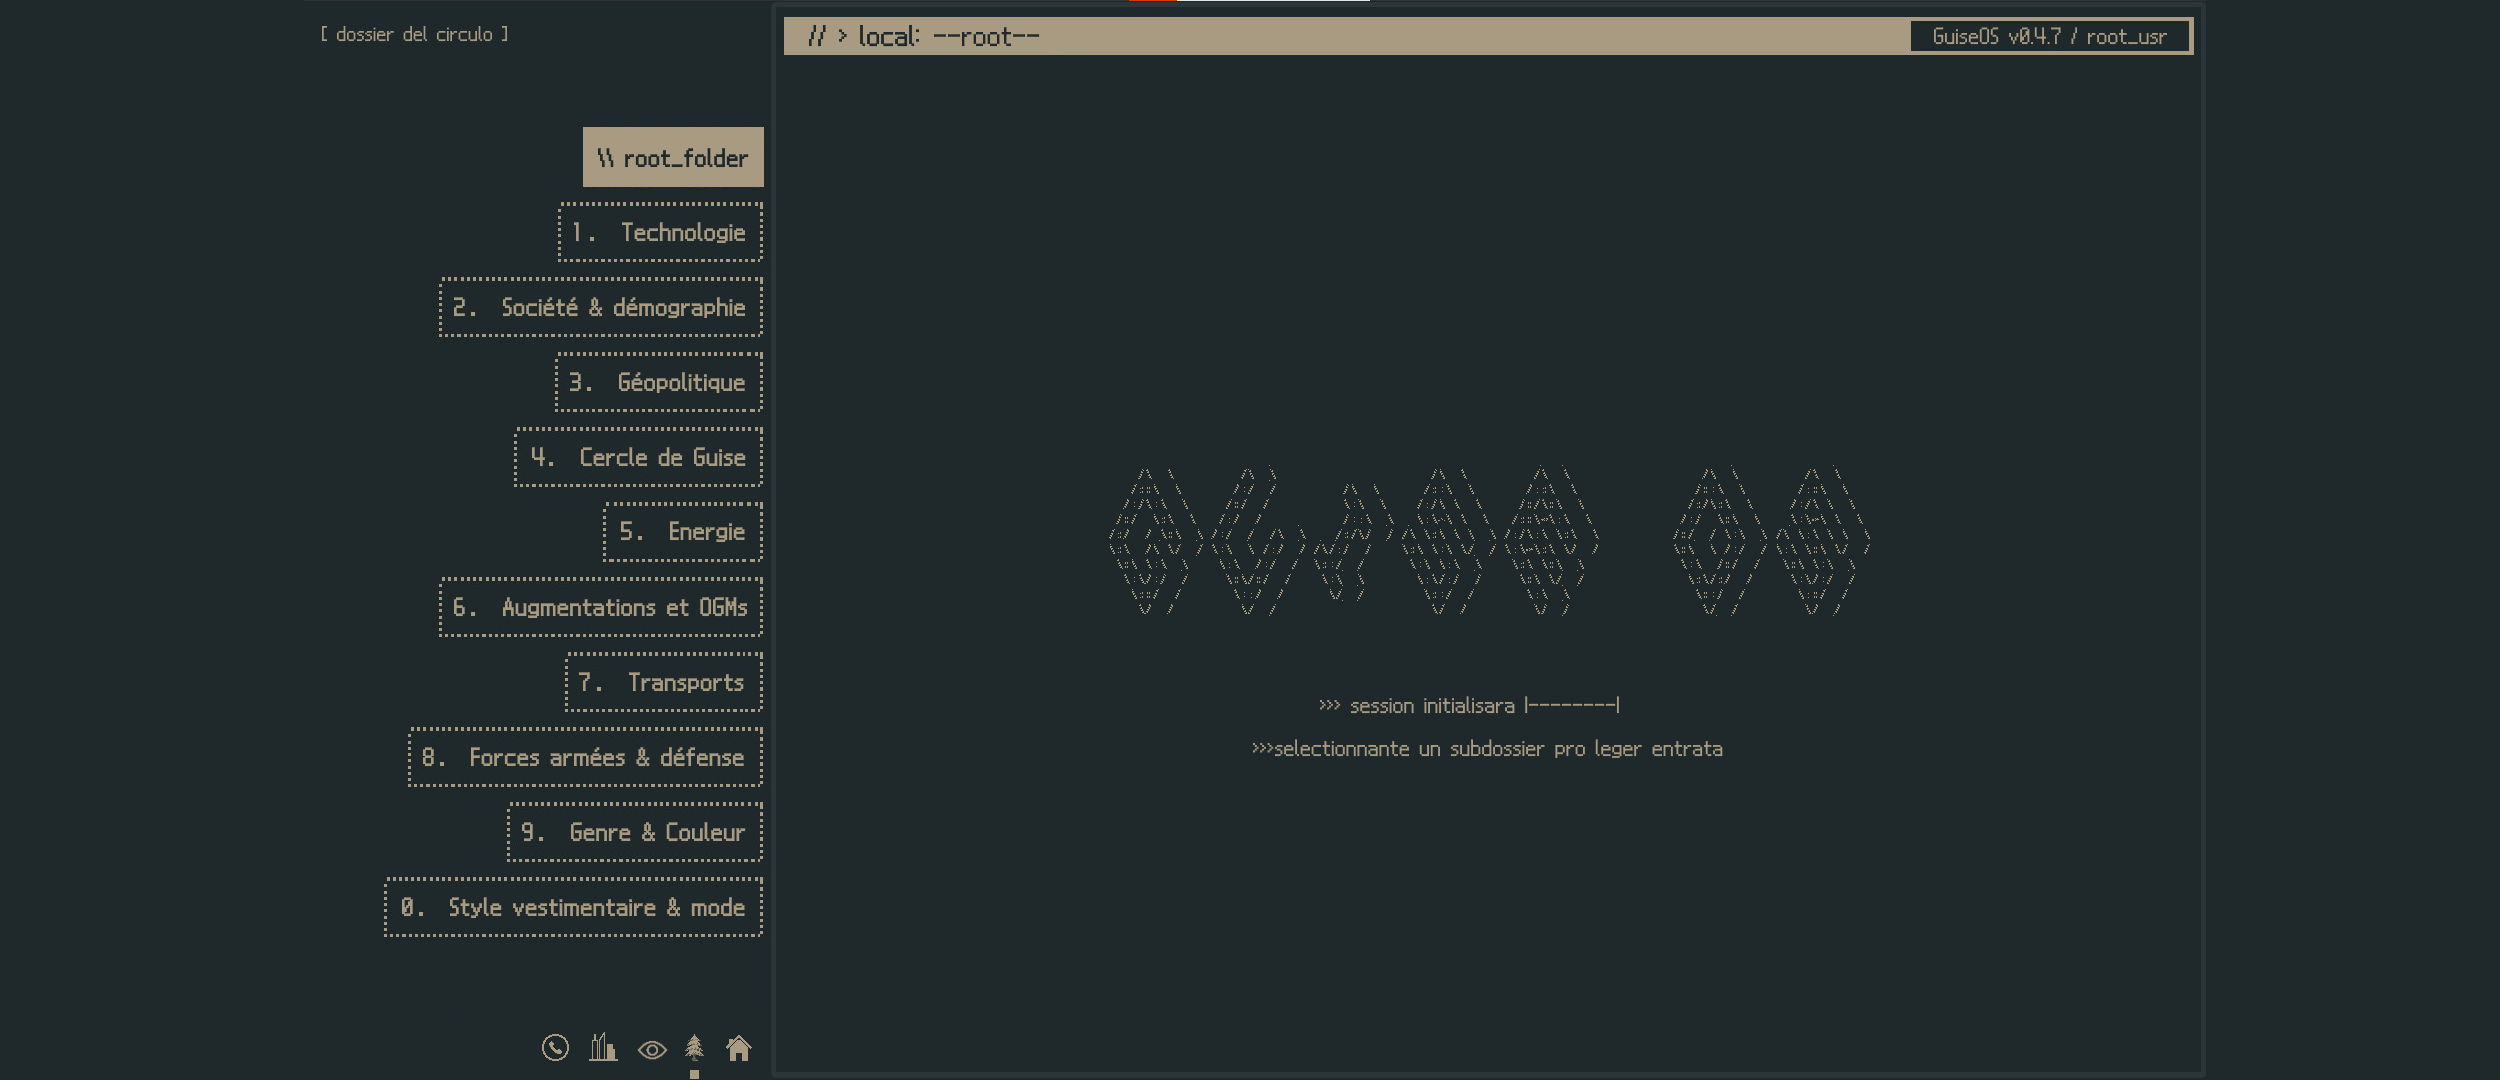 [ dossier del circulo ]
// > local: --root--
GuiseOS v0.4.7 / root_usr
\\ root_folder
1. Technologie
2. Société & démographie
3. Géopolitique
4. Cercle de Guise
5. Energie
6. Augmentations et OGMs
7. Transports
8. Forces armées & défense
9. Genre & Couleur
0. Style vestimentaire & mode
>>> session initialisara |--------|
>>>selectionnante un subdossier pro leger entrata